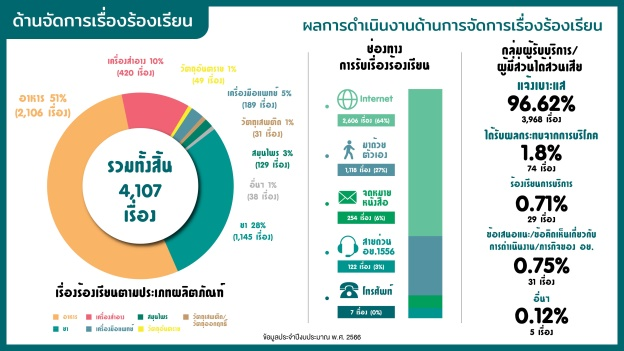 ด้านจัดการเรื่องร้องเรียน
ผลการดำเนินงานด้านการจัดการเรื่องร้องเรียน
เครื่องสำอาง 10%
(420 เรื่อง)
วัตถุอันตราย 1%
(49 เรื่อง)
เครื่องมือแพทย์ 5%
(189 เรื่อง)
วัตถุเสพติด 1%
(31 เรื่อง)
สมุนไพร 3%
(129 เรื่อง)
อื่นๆ 1%
(38 เรื่อง)
ยา 28%
(1,145 เรื่อง)
อาหาร 51%
(2,106 เรื่อง)
รวมทั้งสิ้น
4,107
เรื่อง
เรื่องร้องเรียนตามประเภทผลิตภัณฑ์
อาหาร
เครื่องสำอาง
สมุนไพร
วัตถุเสพติด/
วัตถุออกฤทธิ์
ยา
เครื่องมือแพทย์
วัตถุอันตราย
ช่องทาง
การรับเรื่องร้องเรียน
Internet
2,606 เรื่อง (64%)
มาด้วย
ตัวเอง
1,118 เรื่อง (27%)
จดหมาย
หนังสือ
254 เรื่อง (6%)
สายด่วน
อย.1556
122 เรื่อง (3%)
โทรศัพท์
7 เรื่อง (0%)
กลุ่มผู้รับบริการ/
ผู้มีส่วนได้ส่วนเสีย
แจ้งเบาะแส
96.62%
3,968 เรื่อง
ได้รับผลกระทบจากการบริโภค
1.8%
74 เรื่อง
ร้องเรียนการบริการ
0.71%
29 เรื่อง
ข้อเสนอแนะ/ข้อคิดเห็นเกี่ยวกับ
การดำเนินงาน/ภารกิจของ อย.
0.75%
31 เรื่อง
อื่นๆ
0.12%
5 เรื่อง
ข้อมูลประจำปีงบประมาณ พ.ศ. 2566